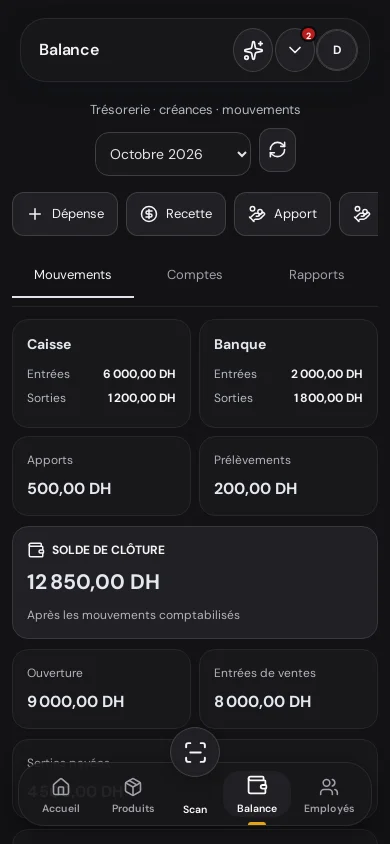 Balance
2
D
Trésorerie · créances · mouvements
Octobre 2026
Dépense
Recette
Apport
Mouvements
Comptes
Rapports
Caisse
Entrées 6 000,00 DH
Sorties 1 200,00 DH
Banque
Entrées 2 000,00 DH
Sorties 1 800,00 DH
Apports
500,00 DH
Prélèvements
200,00 DH
SOLDE DE CLÔTURE
12 850,00 DH
Après les mouvements comptabilisés
Ouverture
9 000,00 DH
Entrées de ventes
8 000,00 DH
Sorties payées
Accueil
Produits
Scan
Balance
Employés